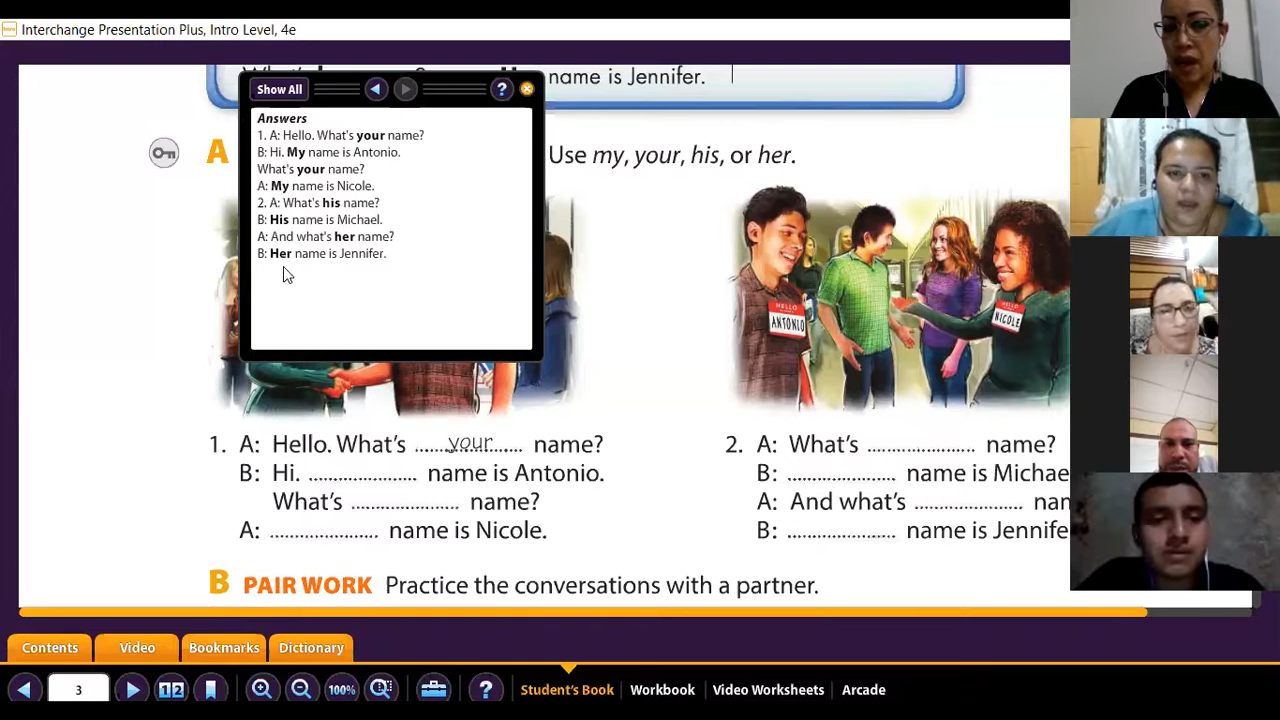 Interchange Presentation Plus, Intro Level, 4e
name is Jennifer.
Show All
?
Answers
1. A: Hello. What's your name?
B: Hi. My name is Antonio.
What's your name?
A: My name is Nicole.
2. A: What's his name?
B: His name is Michael.
A: And what's her name?
B: Her name is Jennifer.
A
Use my, your, his, or her.
HELLO
ANTONIO
HELLO
NICOLE
1. A: Hello. What's your name?
B: Hi. .................... name is Antonio.
What's .................... name?
A: .................... name is Nicole.
2. A: What's .................... name?
B: .................... name is Michae
A: And what's .................... nan
B: .................... name is Jennife
B PAIR WORK Practice the conversations with a partner.
Contents Video Bookmarks Dictionary
3 1 2 100% ? Student's Book Workbook Video Worksheets Arcade